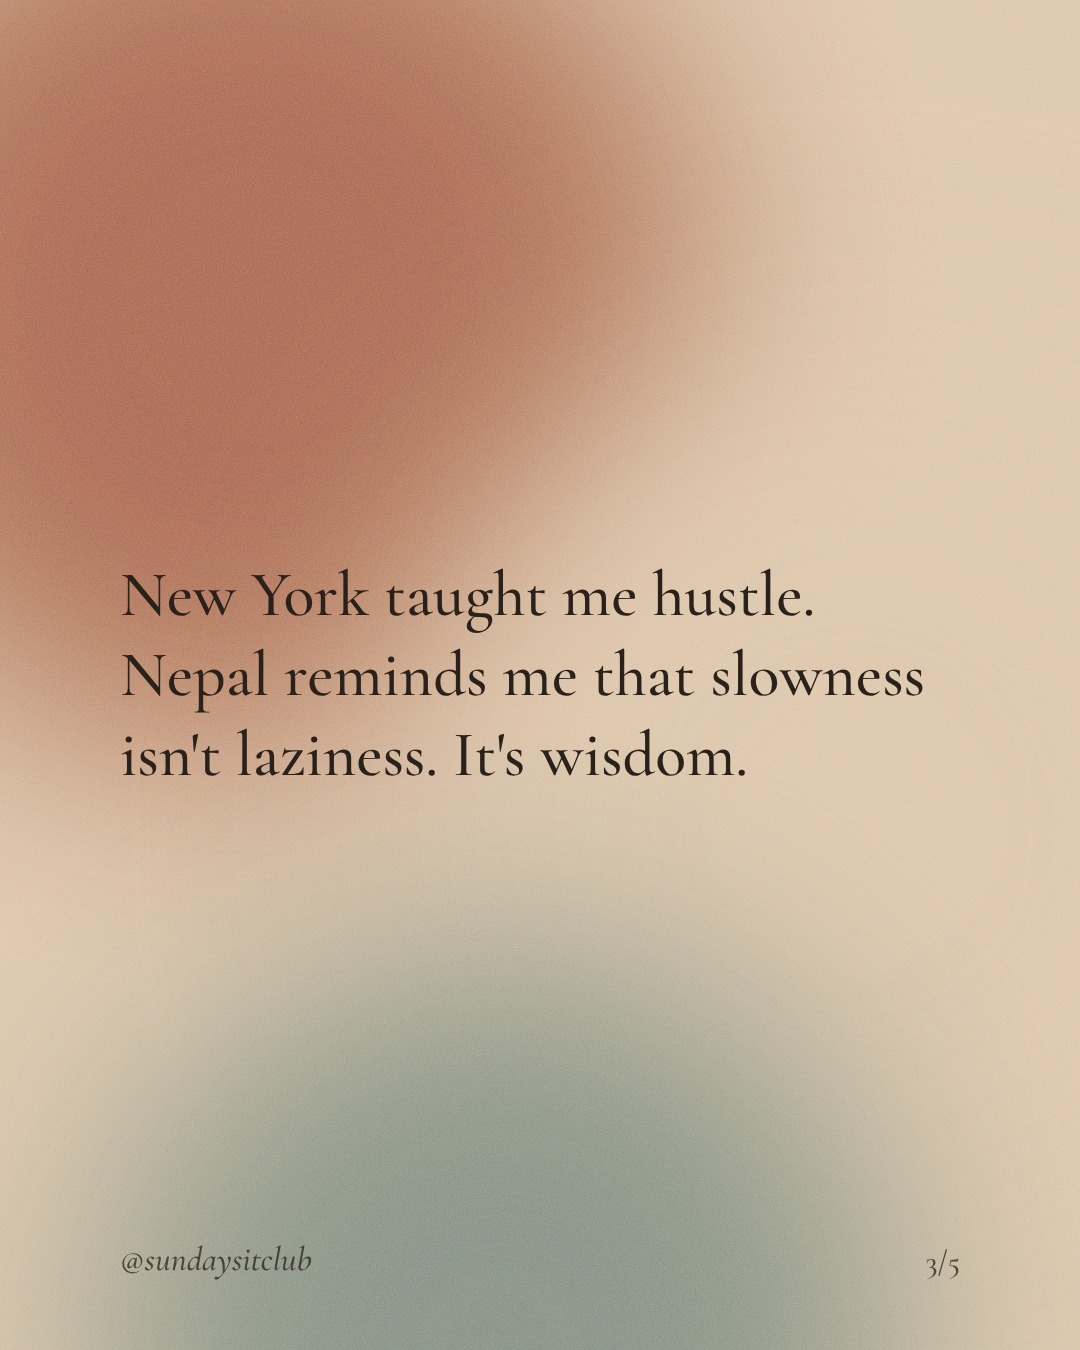 New York taught me hustle.
Nepal reminds me that slowness
isn't laziness. It's wisdom.
@sundaysitclub
3/5